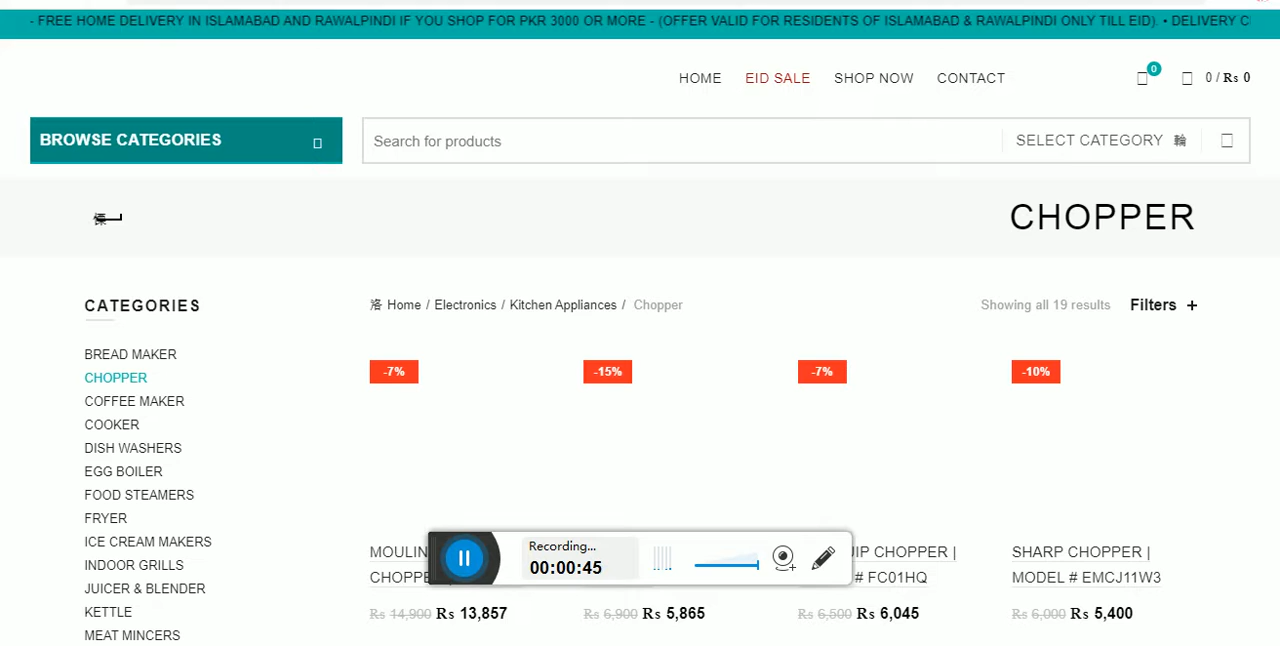 - FREE HOME DELIVERY IN ISLAMABAD AND RAWALPINDI IF YOU SHOP FOR PKR 3000 OR MORE - (OFFER VALID FOR RESIDENTS OF ISLAMABAD & RAWALPINDI ONLY TILL EID). • DELIVERY
HOME EID SALE SHOP NOW CONTACT 0 0 / Rs 0
BROWSE CATEGORIES
Search for products SELECT CATEGORY 輪
CHOPPER
CATEGORIES
洛 Home / Electronics / Kitchen Appliances / Chopper
Showing all 19 results Filters +
BREAD MAKER
CHOPPER
COFFEE MAKER
COOKER
DISH WASHERS
EGG BOILER
FOOD STEAMERS
FRYER
ICE CREAM MAKERS
INDOOR GRILLS
JUICER & BLENDER
KETTLE
MEAT MINCERS
-7% -15% -7% -10%
Recording...
00:00:45
MOULIN
CHOPPE
Rs 14,900 Rs 13,857
Rs 6,900 Rs 5,865
UIP CHOPPER |
# FC01HQ
Rs 6,500 Rs 6,045
SHARP CHOPPER |
MODEL # EMCJ11W3
Rs 6,000 Rs 5,400